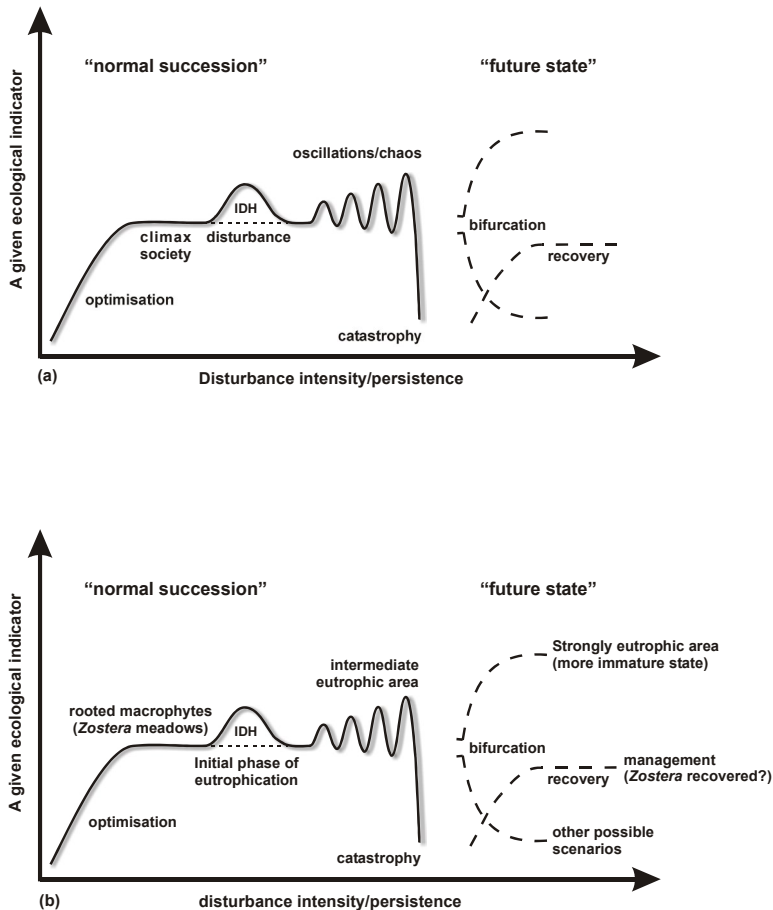 A given ecological indicator
“normal succession”
“future state”
oscillations/chaos
IDH
climax
society
disturbance
optimisation
bifurcation
recovery
catastrophy
(a)
Disturbance intensity/persistence
A given ecological indicator
“normal succession”
“future state”
Strongly eutrophic area
(more immature state)
intermediate
eutrophic area
rooted macrophytes
(Zostera meadows)
IDH
Initial phase of
eutrophication
bifurcation
management
(Zostera recovered?)
recovery
optimisation
other possible
scenarios
catastrophy
(b)
disturbance intensity/persistence